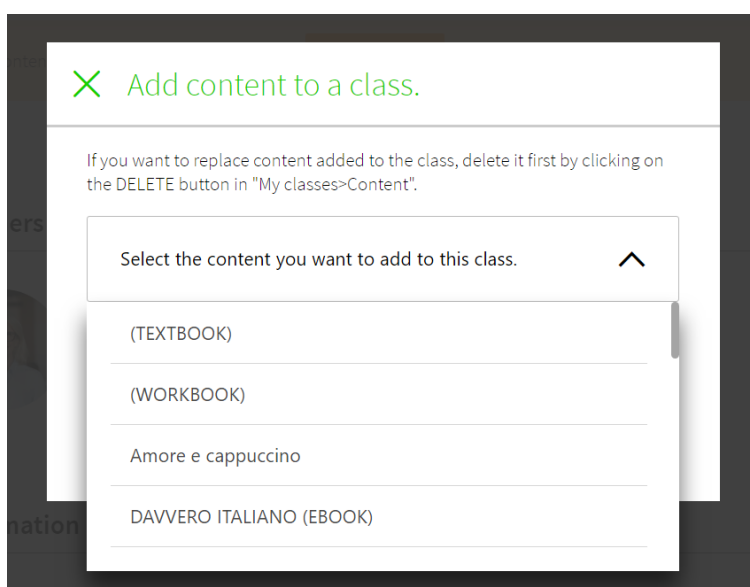 Add content to a class.
If you want to replace content added to the class, delete it first by clicking on
the DELETE button in "My classes>Content".
ers
Select the content you want to add to this class.
(TEXTBOOK)
(WORKBOOK)
Amore e cappuccino
DAVVERO ITALIANO (EBOOK)
mation